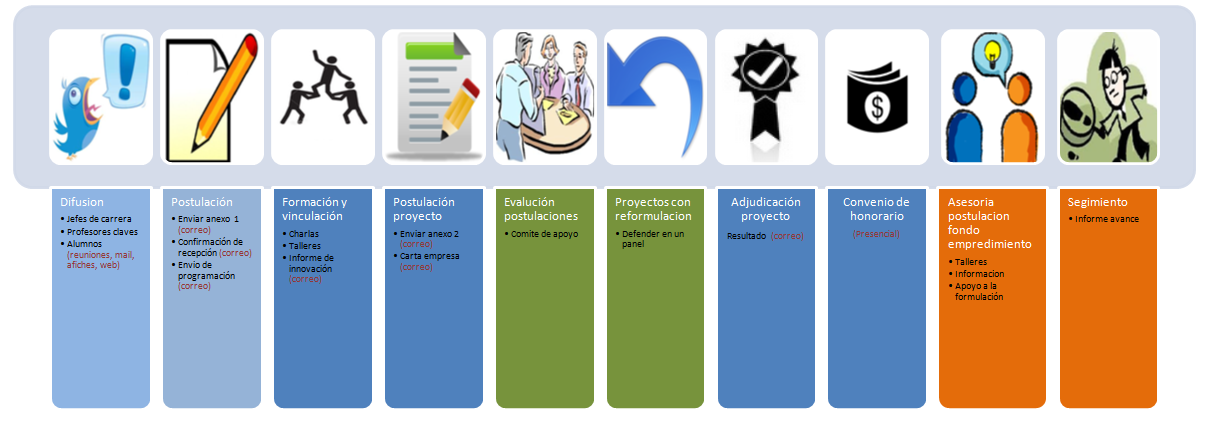 Difusion
• Jefes de carrera
• Profesores claves
• Alumnos
(reuniones, mail,
afiches, web)
Postulación
• Enviar anexo 1
(correo)
• Confirmación de
recepción (correo)
• Envío de
programación
(correo)
Formación y
vinculación
• Charlas
• Talleres
• Informe de
innovación
(correo)
Postulación
proyecto
• Enviar anexo 2
(correo)
• Carta empresa
(correo)
Evalución
postulaciones
• Comite de apoyo
Proyectos con
reformulacion
• Defender en un
panel
Adjudicación
proyecto
Resultado (correo)
Convenio de
honorario
(Presencial)
Asesoria
postulacion
fondo
empredimiento
• Talleres
• Informacion
• Apoyo a la
formulación
Segimiento
• Informe avance